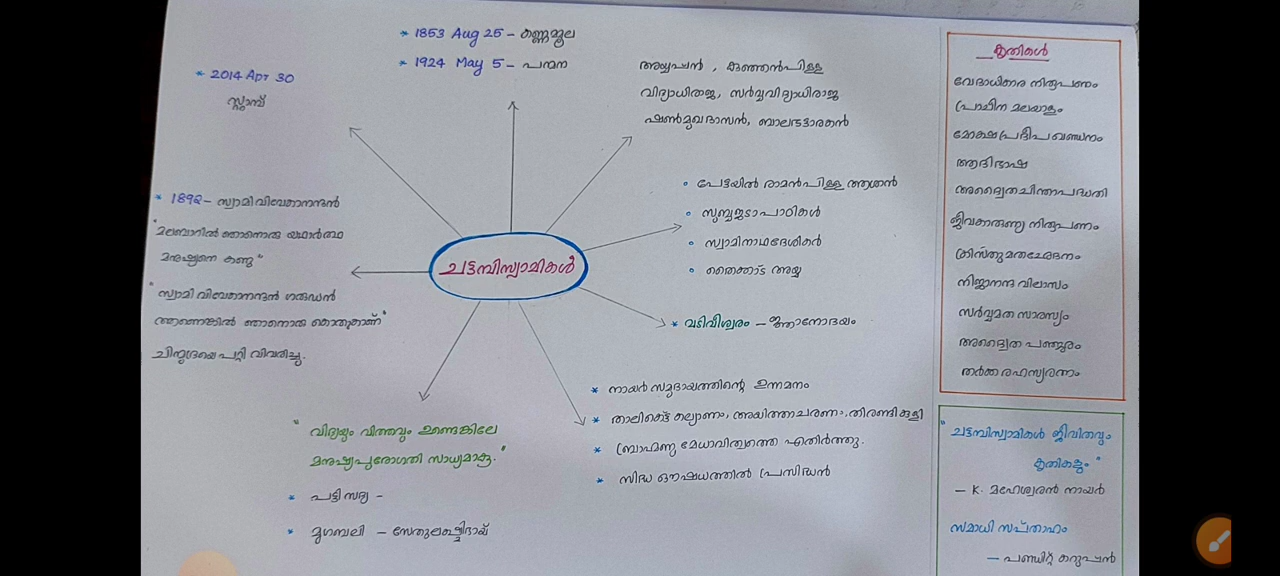 * 1853 Aug 25 – കണ്ണമ്മൂല
* 1924 May 5 – പന്മന
* 2014 Apr 30
സ്റ്റാമ്പ്
അയ്യപ്പൻ , കുഞ്ഞൻപിള്ള
വിദ്യാധിരാജ, സർവ്വവിദ്യാധിരാജ
ഷൺമുഖദാസൻ, ബാലഭട്ടാരകൻ
പേട്ടയിൽ രാമൻപിള്ള ആശാൻ
സുബ്ബജടാപാഠികൾ
സ്വാമിനാഥദേശികർ
തൈക്കാട് അയ്യ
* 1892 – സ്വാമി വിവേകാനന്ദൻ
"മലബാറിൽ ഞാനൊരു യഥാർത്ഥ
മനുഷ്യനെ കണ്ടു"
"സ്വാമി വിവേകാനന്ദൻ ഗരുഡൻ
ആണെങ്കിൽ ഞാനൊരു കൊതുകാണ്"
ചിന്മുദ്രയെ പറ്റി വിവരിച്ചു.
ചട്ടമ്പിസ്വാമികൾ
* വടിവീശ്വരം – ജ്ഞാനോദയം
* നായർ സമുദായത്തിന്റെ ഉന്നമനം
* താലികെട്ട് കല്യാണം, അയിത്താചരണം, തിരണ്ടികുളി
* ബ്രാഹ്മണ മേധാവിത്വത്തെ എതിർത്തു.
* സിദ്ധ ഔഷധത്തിൽ പ്രസിദ്ധൻ
"വിദ്യയും വിത്തവും ഉണ്ടെങ്കിലേ
മനുഷ്യപുരോഗതി സാധ്യമാകൂ."
* പട്ടി സദ്യ –
* മൃഗബലി – സേതുലക്ഷ്മിഭായ്
കൃതികൾ
വേദാധികാര നിരൂപണം
പ്രാചീന മലയാളം
മോക്ഷപ്രദീപ ഖണ്ഡനം
ആദിഭാഷ
അദ്വൈതചിന്താപദ്ധതി
ജീവകാരുണ്യ നിരൂപണം
ക്രിസ്തുമതഛേദനം
നിജാനന്ദ വിലാസം
സർവ്വമത സാരസ്യം
അദ്വൈത പഞ്ജരം
തർക്ക രഹസ്യരത്നം
"ചട്ടമ്പിസ്വാമികൾ ജീവിതവും
കൃതികളും"
– K. മഹേശ്വരൻ നായർ
സമാധി സപ്താഹം
– പണ്ഡിറ്റ് കറുപ്പൻ